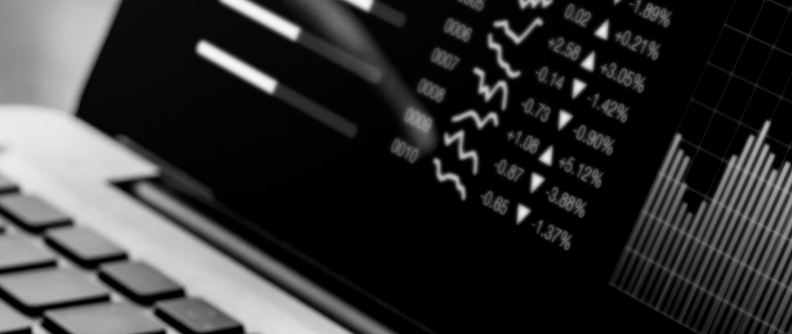 -1.89%
0.02 ▲ +0.21%
+2.58 ▲ +3.05%
0006 -0.14 ▼ -1.42%
0007 -0.73 ▼ -0.90%
0008 +1.08 ▲ +5.12%
0009 -0.87 ▼ -3.88%
0010 -0.65 ▼ -1.37%